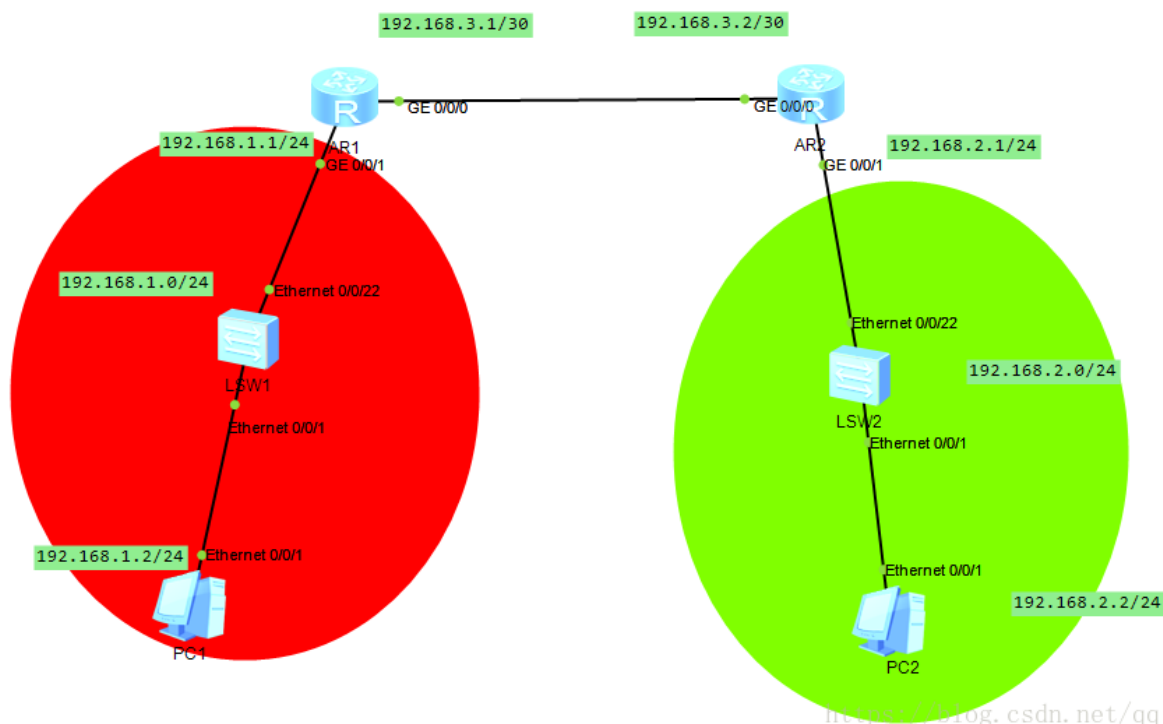 192.168.3.1/30
192.168.3.2/30
R
R
GE 0/0/0
GE 0/0/0
192.168.1.1/24
AR1
AR2
192.168.2.1/24
GE 0/0/1
GE 0/0/1
192.168.1.0/24
Ethernet 0/0/22
Ethernet 0/0/22
LSW1
192.168.2.0/24
LSW2
Ethernet 0/0/1
Ethernet 0/0/1
192.168.1.2/24
Ethernet 0/0/1
Ethernet 0/0/1
192.168.2.2/24
PC1
PC2
https://blog.csdn.net/qq